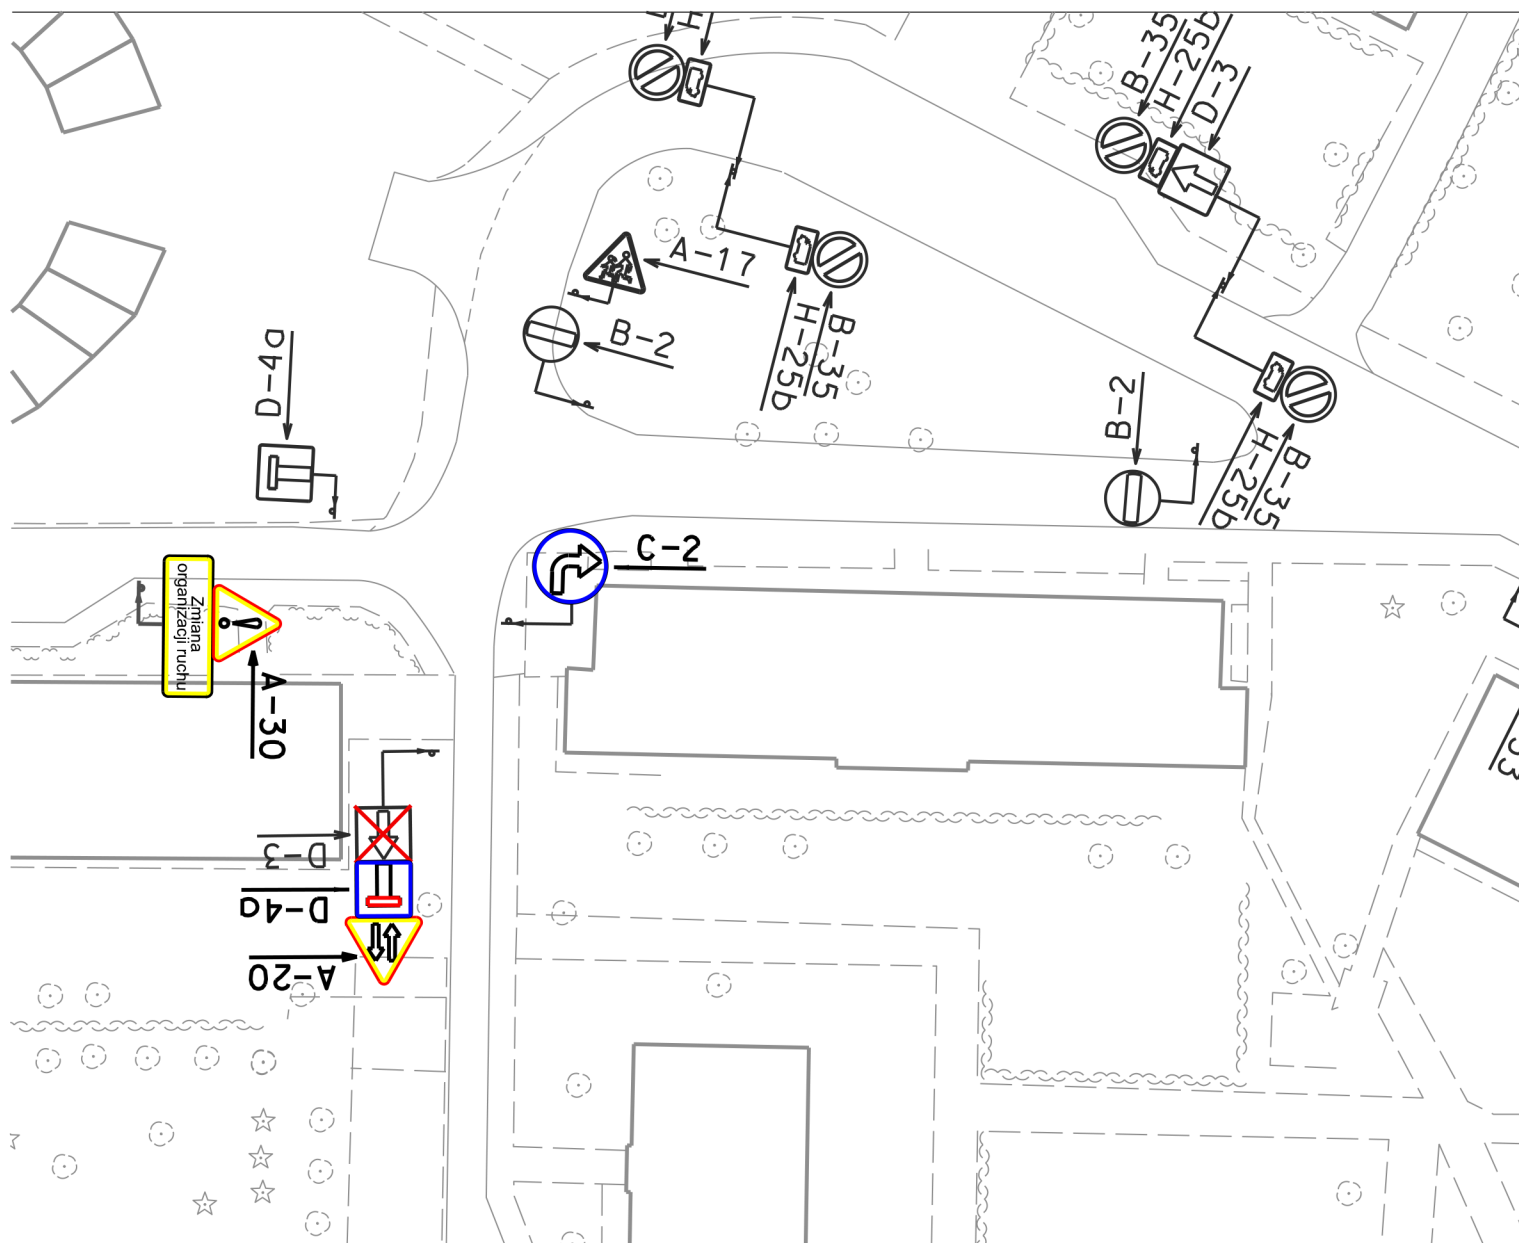 B-35
H-25b
D-3
A-17
B-2
H-25b
B-35
D-4a
B-2
H-25b
B-35
C-2
Zmiana
organizacji ruchu
A-30
D-3
D-4a
A-20